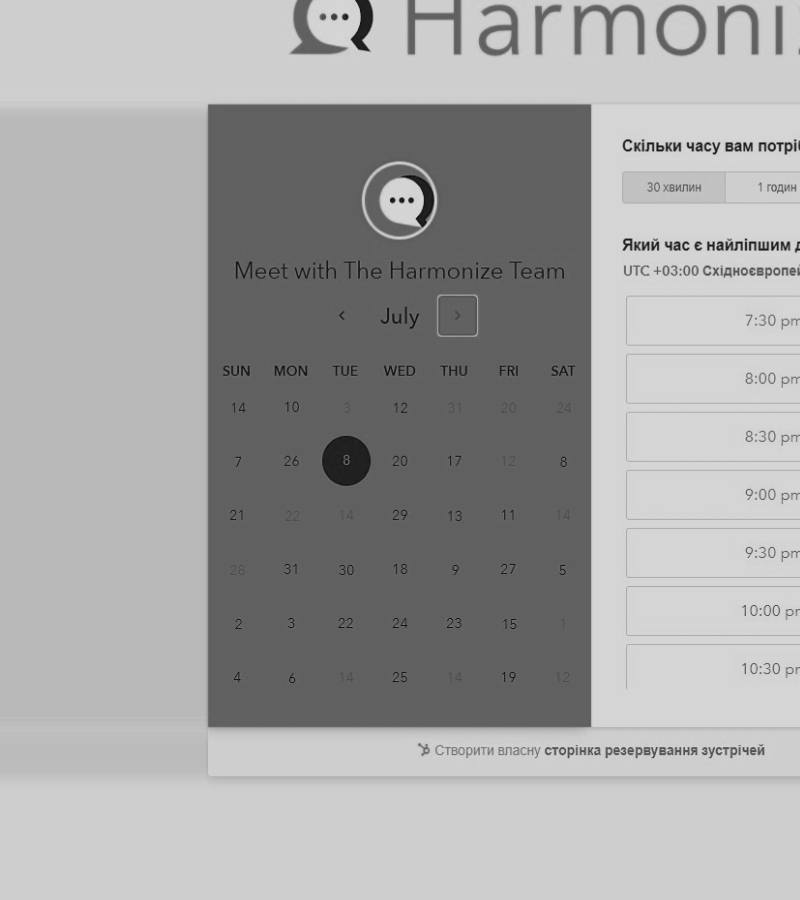 Harmoniz
Meet with The Harmonize Team
July
SUN MON TUE WED THU FRI SAT
14 10 3 12 31 20 24
7 26 8 20 17 12 8
21 22 14 29 13 11 14
28 31 30 18 9 27 5
2 3 22 24 23 15 1
4 6 14 25 14 19 12
Скільки часу вам потріб
30 хвилин 1 годин
Який час є найліпшим д
UTC +03:00 Східноєвропей
7:30 pm
8:00 pm
8:30 pm
9:00 pm
9:30 pm
10:00 pm
10:30 pm
Створити власну сторінка резервування зустрічей